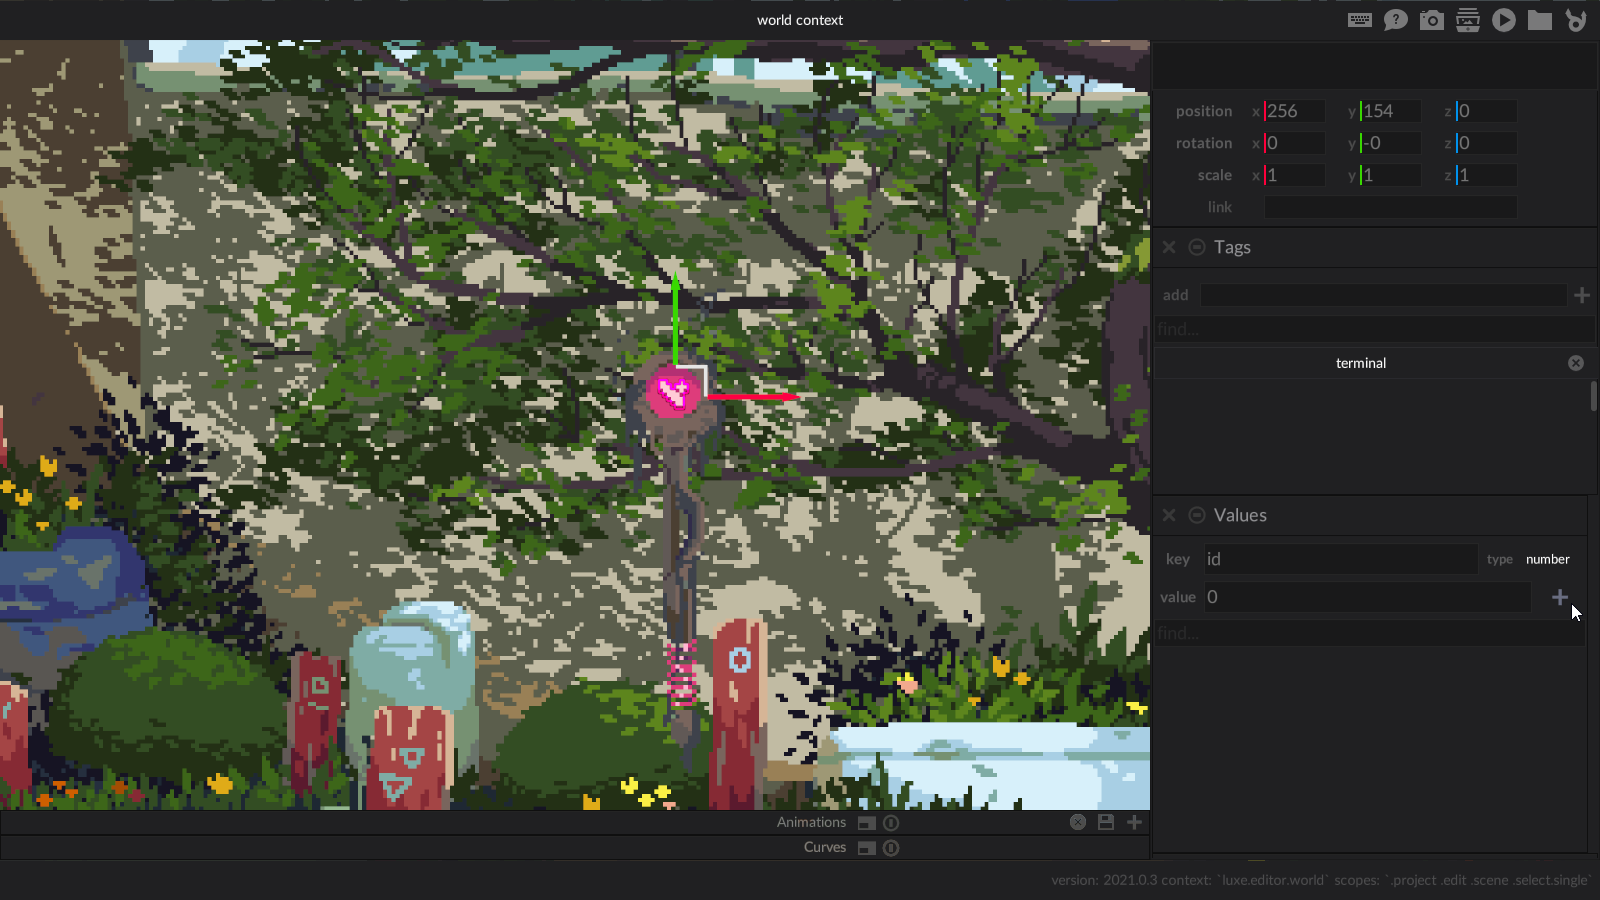 world context
position x 256 y 154 z 0
rotation x 0 y -0 z 0
scale x 1 y 1 z 1
link
Tags
add
find...
terminal
Values
key id type number
value 0
find...
Animations
Curves
version: 2021.0.3 context: `luxe.editor.world` scopes: `.project .edit .scene .select.single`